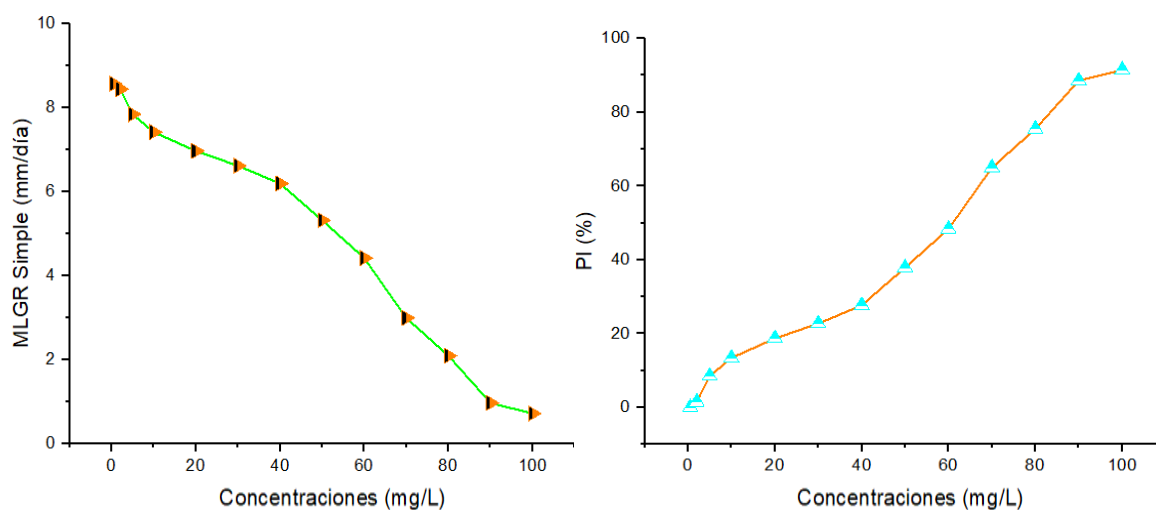 MLGR Simple (mm/día)
10
8
6
4
2
0
0 20 40 60 80 100
Concentraciones (mg/L)
PI (%)
100
80
60
40
20
0
0 20 40 60 80 100
Concentraciones (mg/L)